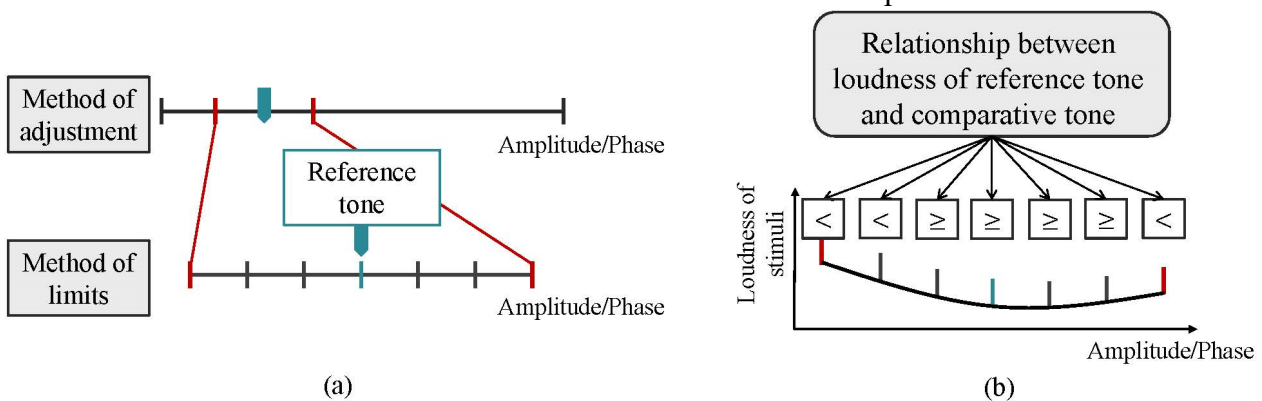 Method of
adjustment
Amplitude/Phase
Reference
tone
Method of
limits
Amplitude/Phase
(a)
Relationship between
loudness of reference tone
and comparative tone
Loudness of
stimuli
< < ≥ ≥ ≥ ≥ <
Amplitude/Phase
(b)